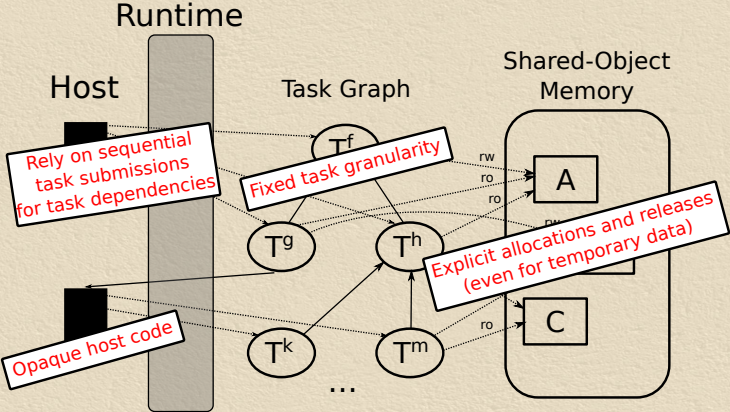 Runtime
Host
Task Graph
Shared-Object
Memory
T^f
Rely on sequential
task submissions
for task dependencies
Fixed task granularity
rw
ro
ro
A
rw
T^g
T^h
Explicit allocations and releases
(even for temporary data)
Opaque host code
T^k
T^m
ro
C
...